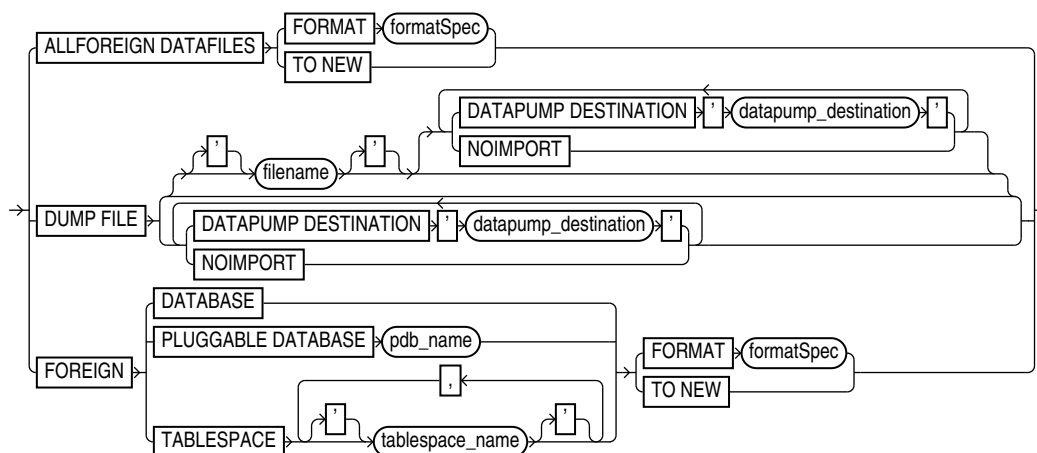 FORMAT formatSpec
ALLFOREIGN DATAFILES
TO NEW
DATAPUMP DESTINATION ' datapump_destination '
' ' NOIMPORT
filename
DUMP FILE
DATAPUMP DESTINATION ' datapump_destination '
NOIMPORT
DATABASE
PLUGGABLE DATABASE pdb_name
FORMAT formatSpec
FOREIGN
,
TO NEW
' '
TABLESPACE tablespace_name